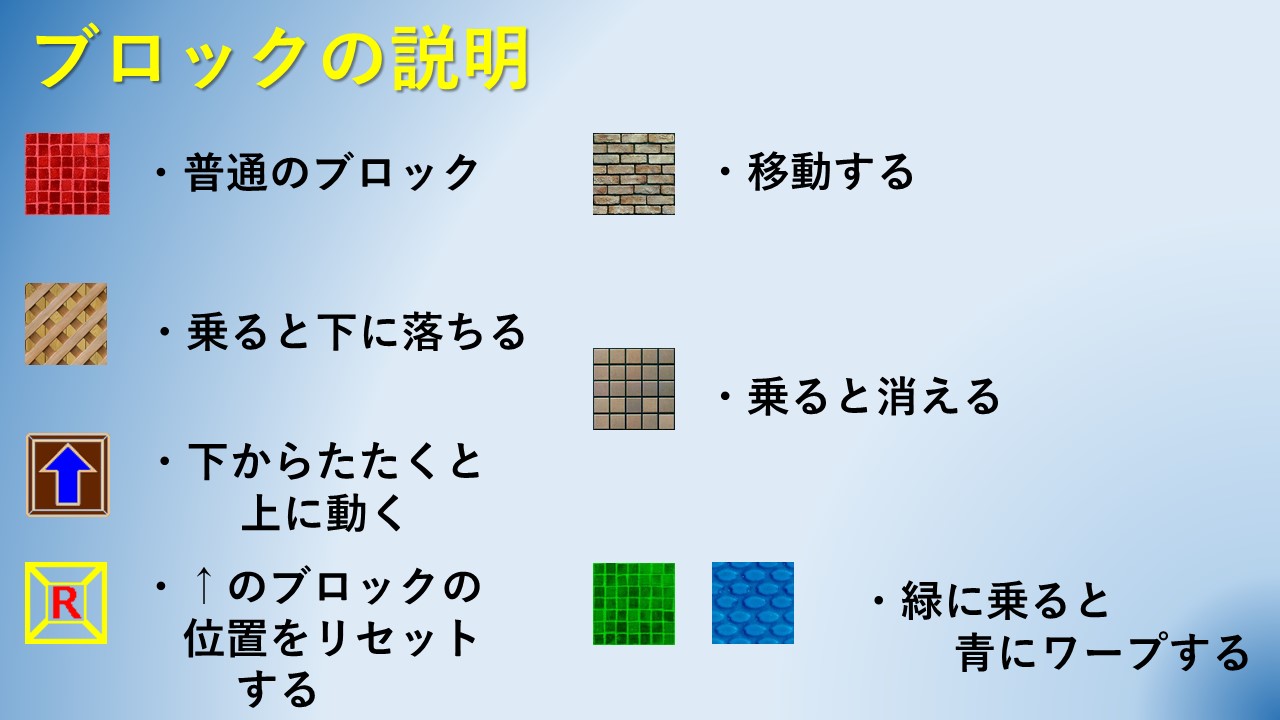 ブロックの説明
・普通のブロック
・乗ると下に落ちる
・下からたたくと
上に動く
R
・↑のブロックの
位置をリセット
する
・移動する
・乗ると消える
・緑に乗ると
青にワープする